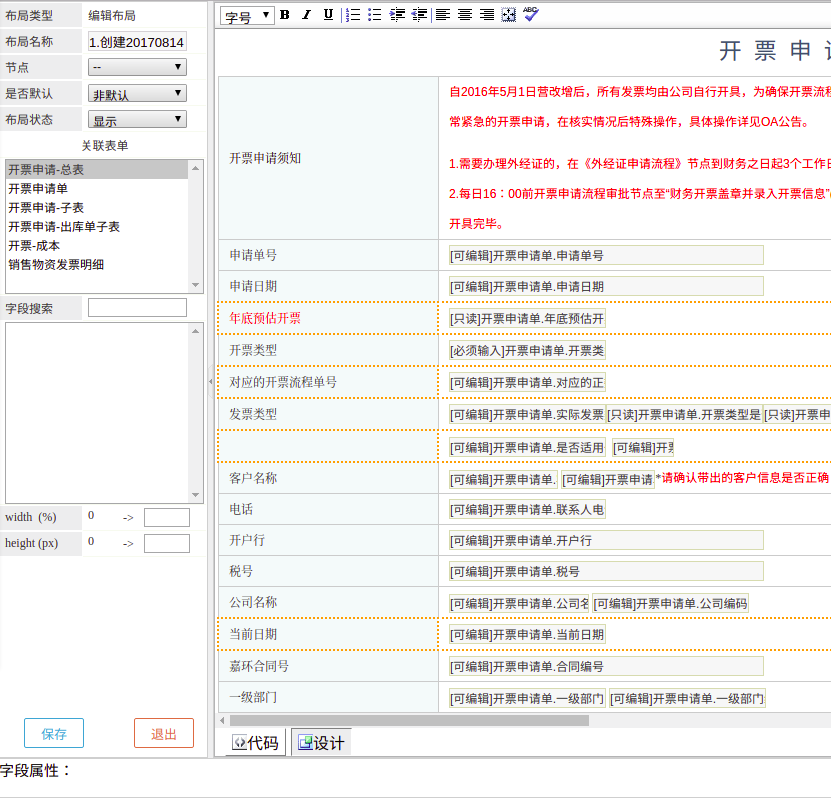 布局类型 编辑布局
布局名称 1.创建20170814
节点 --
是否默认 非默认
布局状态 显示
关联表单
开票申请-总表
开票申请单
开票申请-子表
开票申请-出库单子表
开票-成本
销售物资发票明细
字段搜索
width (%) 0 ->
height (px) 0 ->
保存 退出
字号 B I U ABC
开 票 申
开票申请须知
自2016年5月1日营改增后，所有发票均由公司自行开具，为确保开票流程
常紧急的开票申请，在核实情况后特殊操作，具体操作详见OA公告。
1.需要办理外经证的，在《外经证申请流程》节点到财务之日起3个工作日
2.每日16：00前开票申请流程审批节点至“财务开票盖章并录入开票信息”
开具完毕。
申请单号 [可编辑]开票申请单.申请单号
申请日期 [可编辑]开票申请单.申请日期
年底预估开票 [只读]开票申请单.年底预估开
开票类型 [必须输入]开票申请单.开票类
对应的开票流程单号 [可编辑]开票申请单.对应的正
发票类型 [可编辑]开票申请单.实际发票 [只读]开票申请单.开票类型是 [只读]开票申
[可编辑]开票申请单.是否适用 [可编辑]开票
客户名称 [可编辑]开票申请单. [可编辑]开票申请单 *请确认带出的客户信息是否正确
电话 [可编辑]开票申请单.联系人电
开户行 [可编辑]开票申请单.开户行
税号 [可编辑]开票申请单.税号
公司名称 [可编辑]开票申请单.公司名 [可编辑]开票申请单.公司编码
当前日期 [可编辑]开票申请单.当前日期
嘉环合同号 [可编辑]开票申请单.合同编号
一级部门 [可编辑]开票申请单.一级部门 [可编辑]开票申请单.一级部门
代码 设计
字段属性：